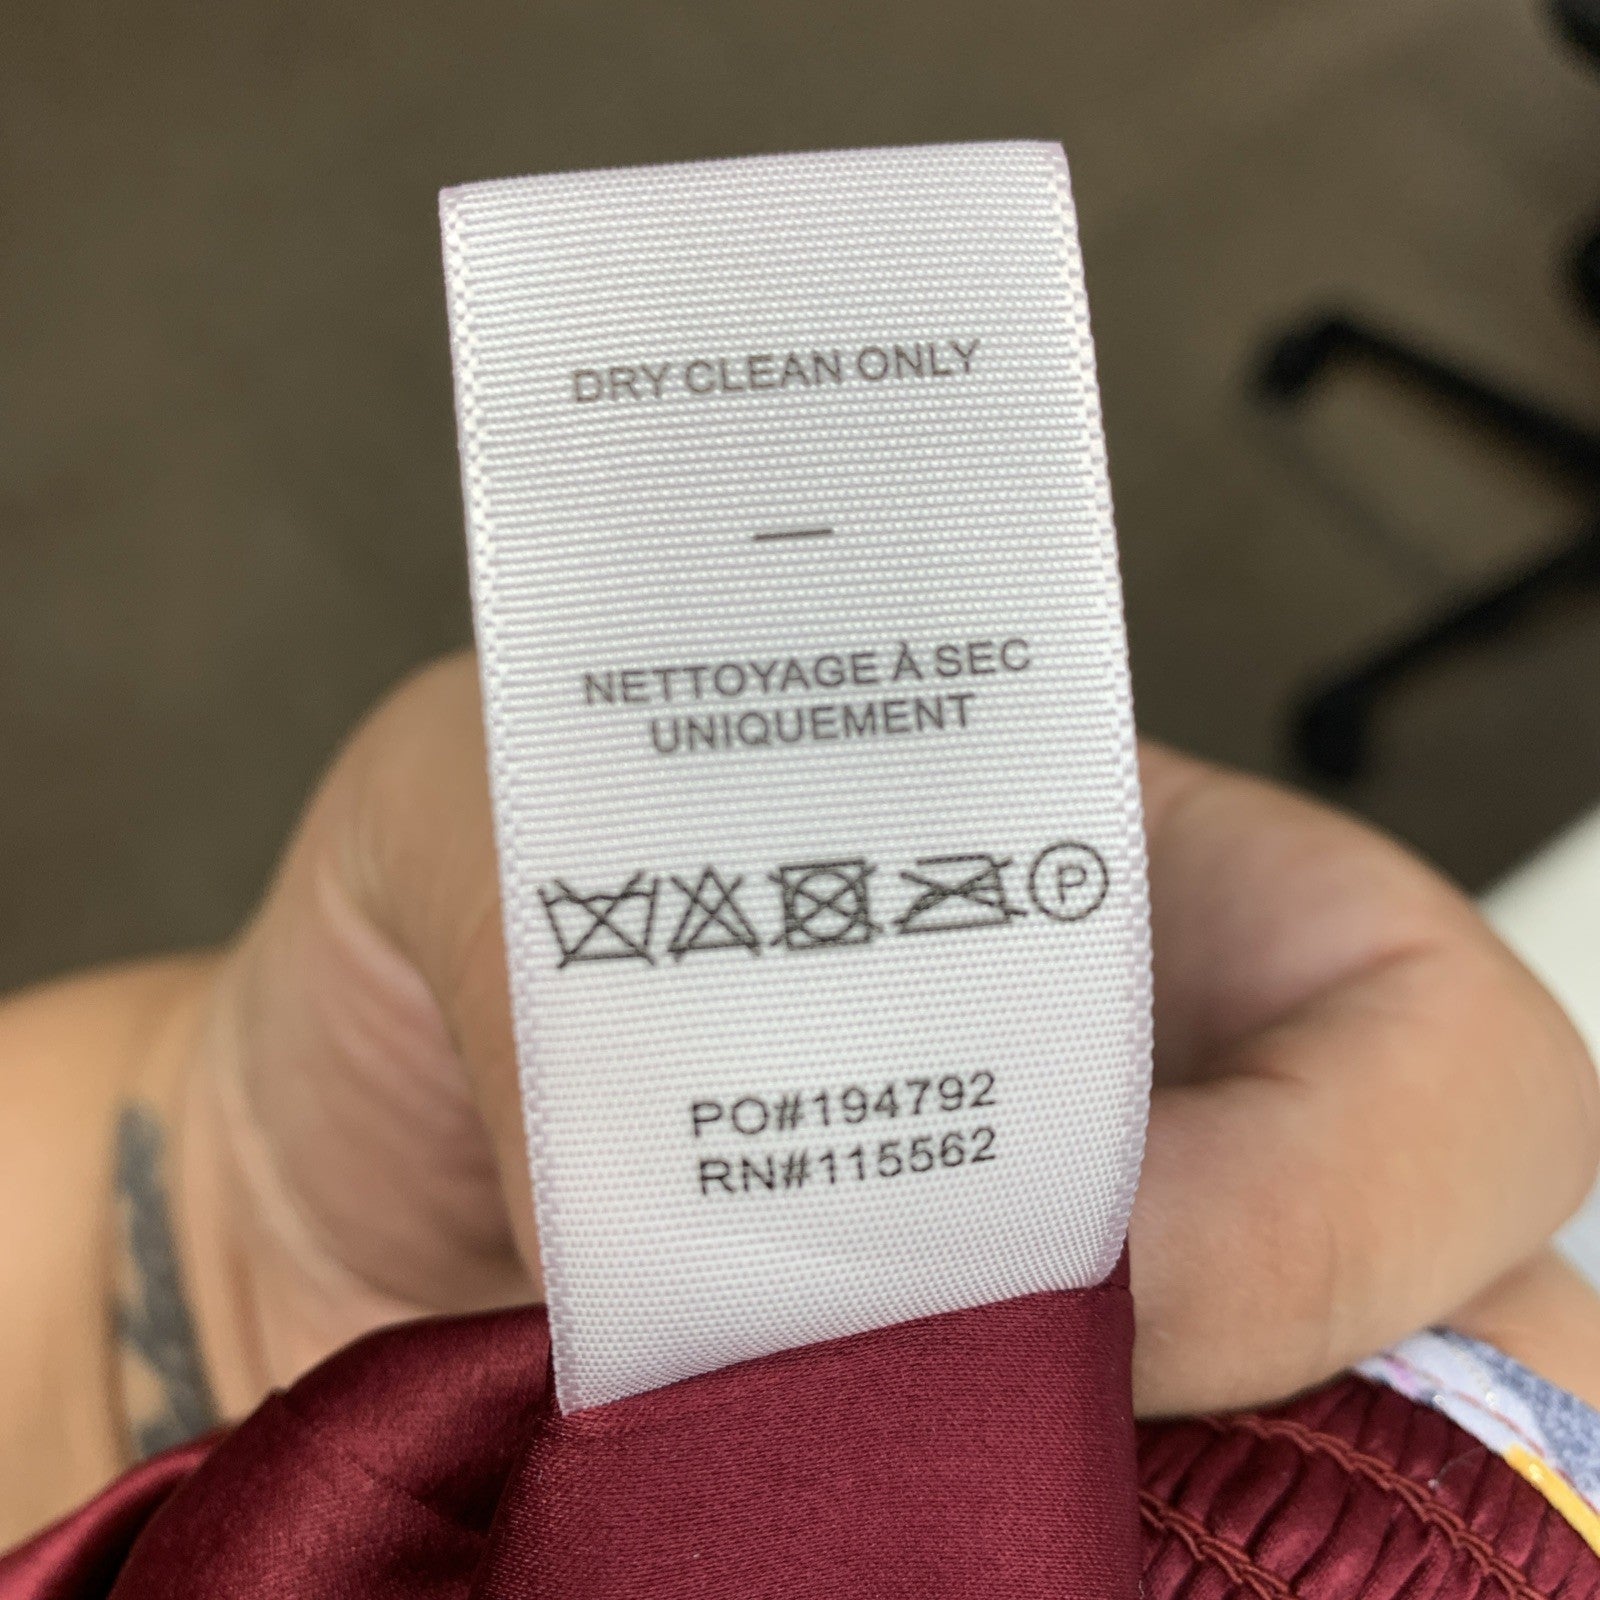 DRY CLEAN ONLY
—
NETTOYAGE À SEC
UNIQUEMENT
P
PO#194792
RN#115562